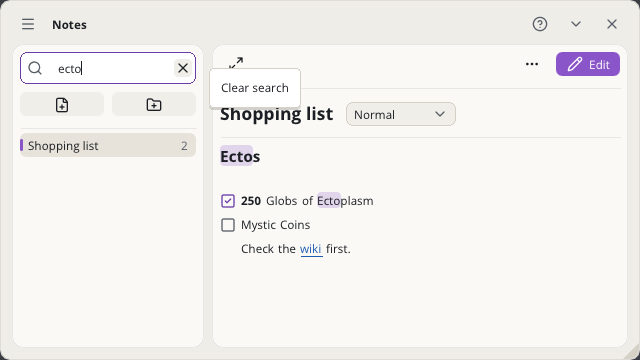 Notes
ecto
Clear search
Edit
Shopping list
2
Shopping list
Normal
Ectos
250 Globs of Ectoplasm
Mystic Coins
Check the wiki first.